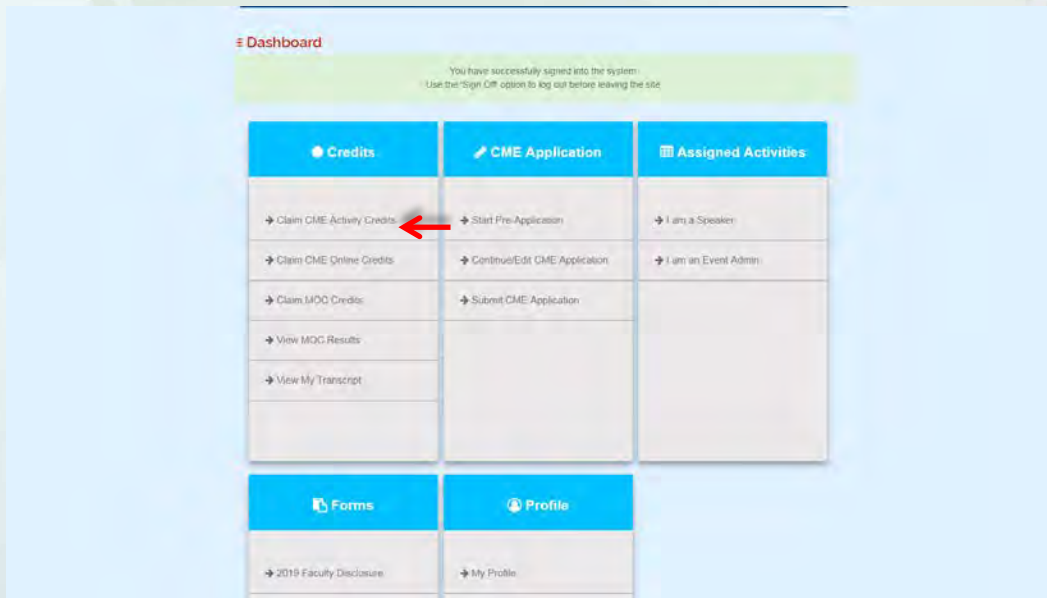 Dashboard
You have successfully signed into the system
Use the 'Sign Off' option to log out before leaving the site
Credits
Claim CME Activity Credits
Claim CME Online Credits
Claim MOC Credits
View MOC Results
View My Transcript
CME Application
Start Pre-Application
Continue/Edit CME Application
Submit CME Application
Assigned Activities
I am a Speaker
I am an Event Admin
Forms
2019 Faculty Disclosure
Profile
My Profile